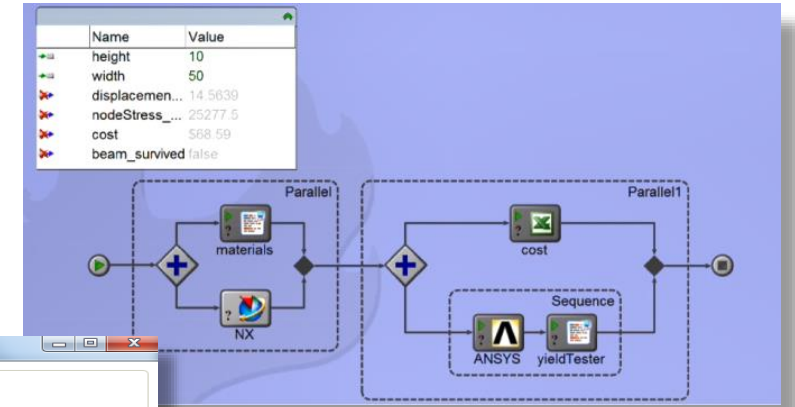 Name Value
height 10
width 50
displacemen... 14.5639
nodeStress_... 25277.5
cost $68.59
beam_survived false
Parallel
Parallel1
materials
cost
NX
Sequence
ANSYS yieldTester